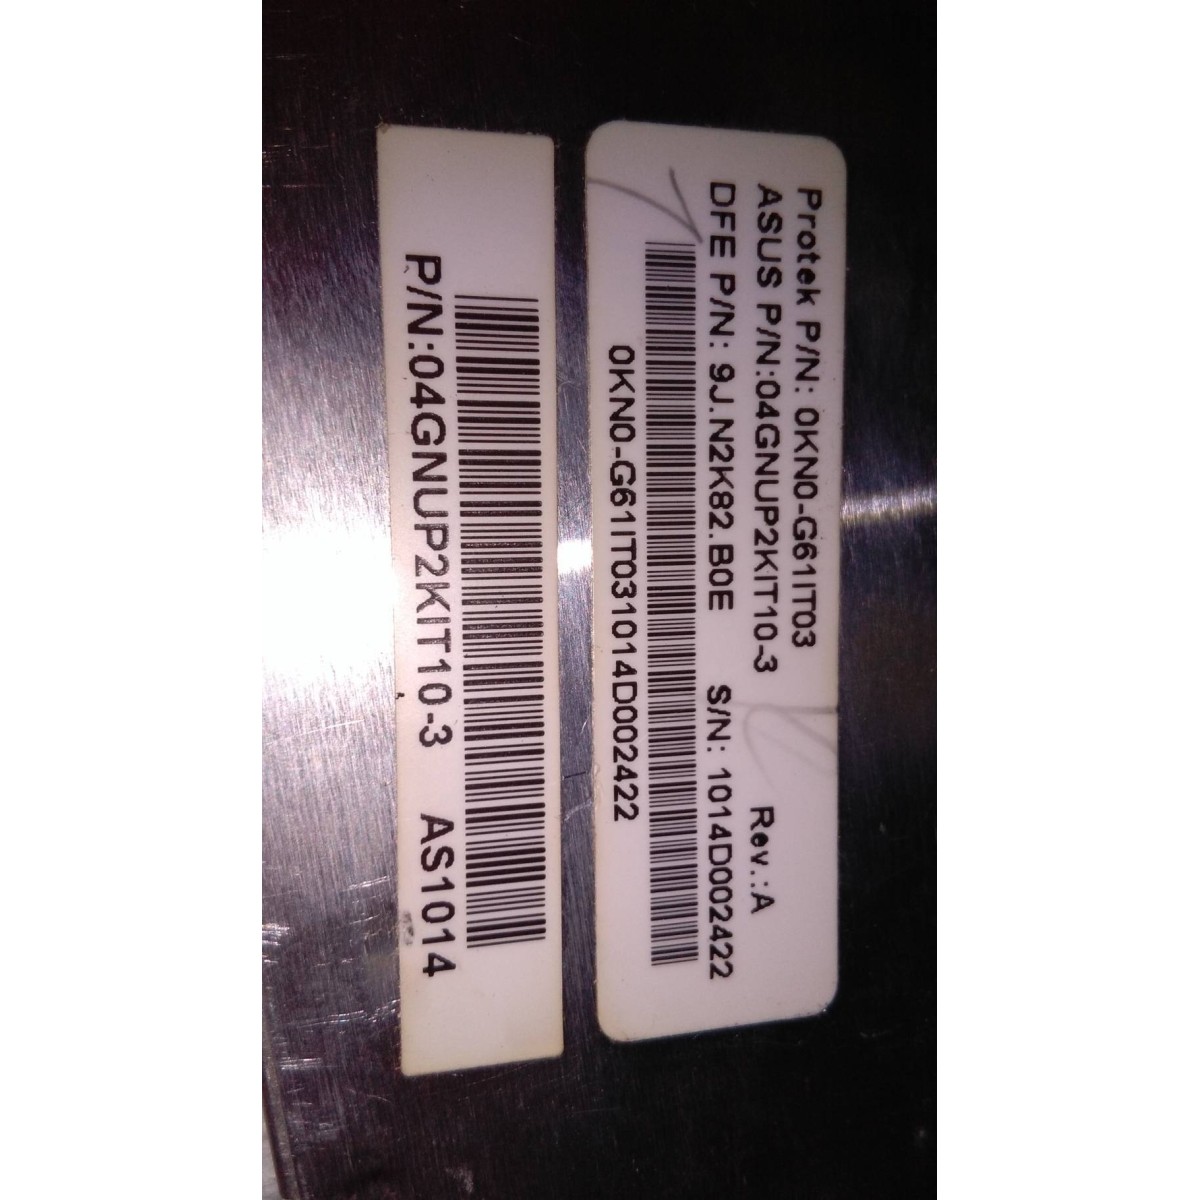 Protek P/N: 0KN0-G61IT03
ASUS P/N:04GNUP2KIT10-3 Rev.:A
DFE P/N: 9J.N2K82.B0E S/N: 1014D002422
0KN0-G61IT031014D002422
P/N:04GNUP2KIT10-3 AS1014